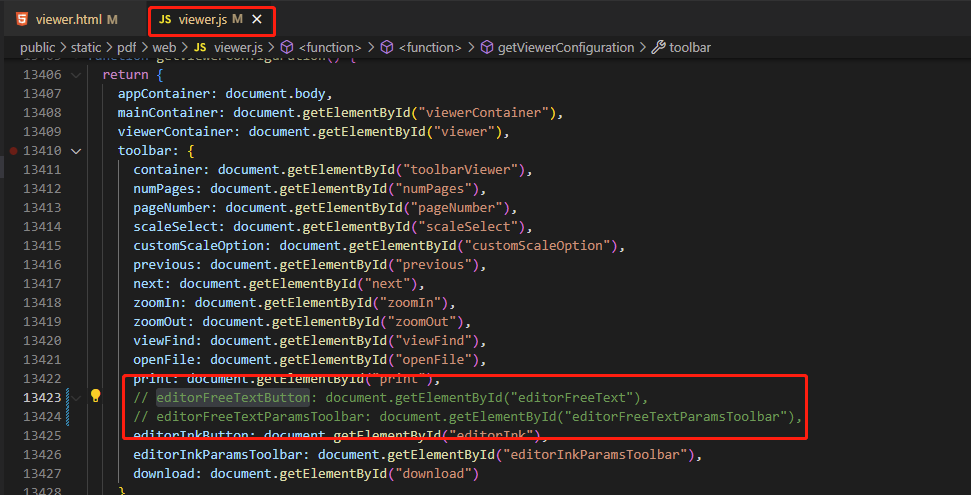 viewer.html M
JS viewer.js M ×
public > static > pdf > web > JS viewer.js > <function> > <function> > getViewerConfiguration > toolbar
13406 return {
13407 appContainer: document.body,
13408 mainContainer: document.getElementById("viewerContainer"),
13409 viewerContainer: document.getElementById("viewer"),
13410 toolbar: {
13411 container: document.getElementById("toolbarViewer"),
13412 numPages: document.getElementById("numPages"),
13413 pageNumber: document.getElementById("pageNumber"),
13414 scaleSelect: document.getElementById("scaleSelect"),
13415 customScaleOption: document.getElementById("customScaleOption"),
13416 previous: document.getElementById("previous"),
13417 next: document.getElementById("next"),
13418 zoomIn: document.getElementById("zoomIn"),
13419 zoomOut: document.getElementById("zoomOut"),
13420 viewFind: document.getElementById("viewFind"),
13421 openFile: document.getElementById("openFile"),
13422 print: document.getElementById("print"),
13423 // editorFreeTextButton: document.getElementById("editorFreeText"),
13424 // editorFreeTextParamsToolbar: document.getElementById("editorFreeTextParamsToolbar"),
13425 editorInkButton: document.getElementById("editorInk"),
13426 editorInkParamsToolbar: document.getElementById("editorInkParamsToolbar"),
13427 download: document.getElementById("download")
13428 }